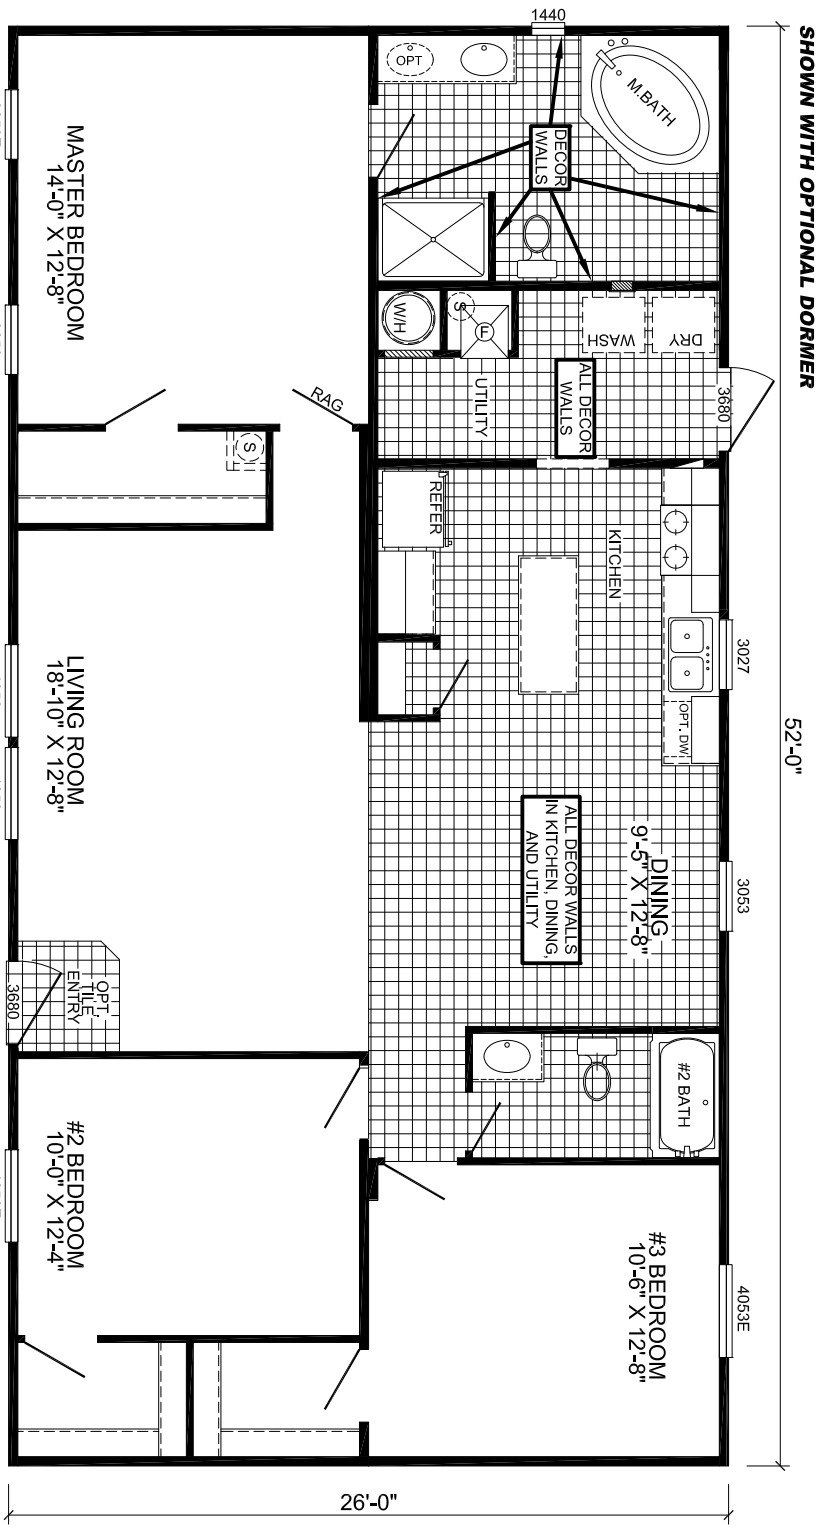 SHOWN WITH OPTIONAL DORMER
52'-0"
26'-0"
1440
OPT
M.BATH
DECOR
WALLS
MASTER BEDROOM
14'-0" X 12'-8"
RAG
S
W/H
S
F
WASH
DRY
UTILITY
ALL DECOR
WALLS
3680
REFER
KITCHEN
3027
OPT. DW
LIVING ROOM
18'-10" X 12'-8"
DINING
9'-5" X 12'-8"
3053
ALL DECOR WALLS
IN KITCHEN, DINING,
AND UTILITY
OPT.
TILE
ENTRY
3680
#2 BATH
#2 BEDROOM
10'-0" X 12'-4"
#3 BEDROOM
10'-6" X 12'-8"
4053E